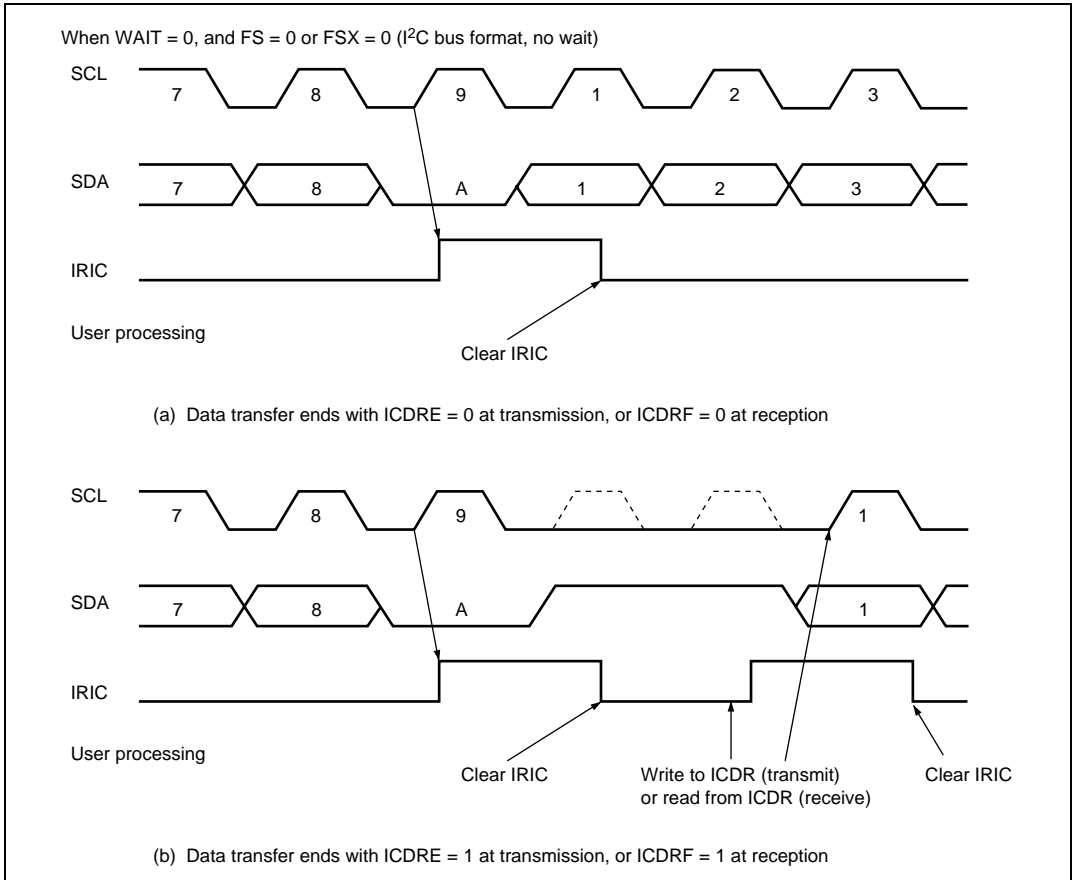 When WAIT = 0, and FS = 0 or FSX = 0 (I²C bus format, no wait)
SCL
7 8 9 1 2 3
SDA
7 8 A 1 2 3
IRIC
User processing
Clear IRIC
(a) Data transfer ends with ICDRE = 0 at transmission, or ICDRF = 0 at reception
SCL
7 8 9 1
SDA
7 8 A 1
IRIC
User processing
Clear IRIC
Write to ICDR (transmit)
or read from ICDR (receive)
Clear IRIC
(b) Data transfer ends with ICDRE = 1 at transmission, or ICDRF = 1 at reception